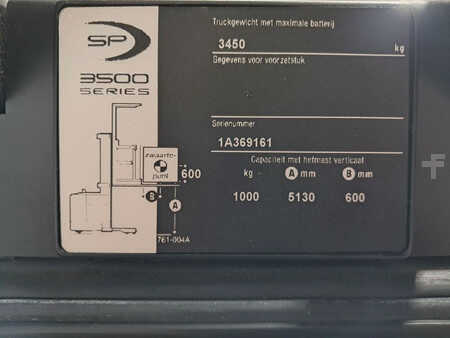 SP
3500
SERIES
zwaarte-
punt
600
B
A
761-004A
Truckgewicht met maximale batterij
3450 kg
Gegevens voor voorzetstuk
Serienummer
1A369161
Capaciteit met hefmast verticaal
kg A mm B mm
1000 5130 600
F